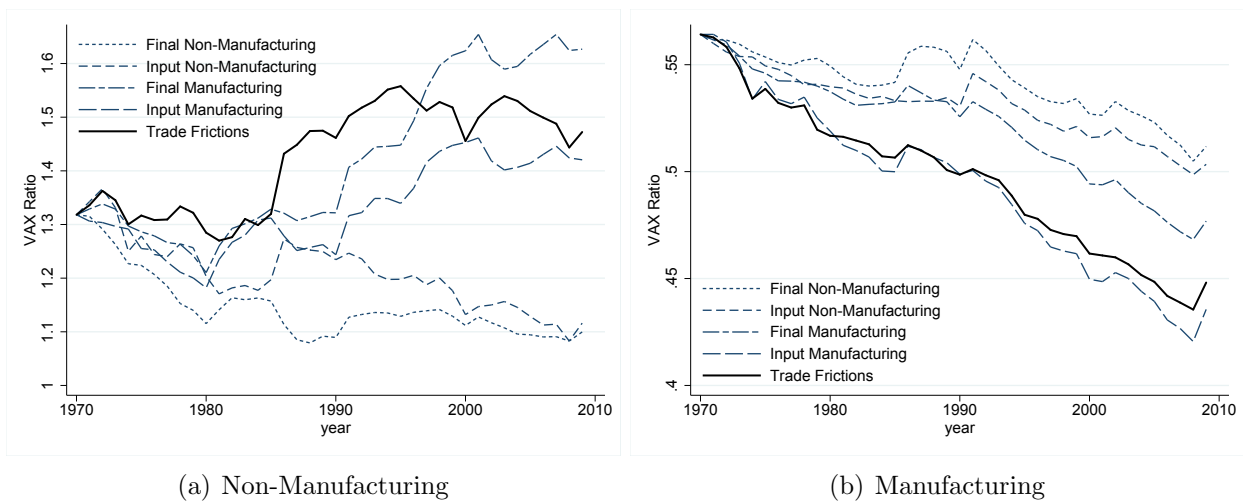 VAX Ratio
1.6
1.5
1.4
1.3
1.2
1.1
1
Final Non-Manufacturing
Input Non-Manufacturing
Final Manufacturing
Input Manufacturing
Trade Frictions
1970
1980
1990
2000
2010
year
(a) Non-Manufacturing
VAX Ratio
.55
.5
.45
.4
Final Non-Manufacturing
Input Non-Manufacturing
Final Manufacturing
Input Manufacturing
Trade Frictions
1970
1980
1990
2000
2010
year
(b) Manufacturing